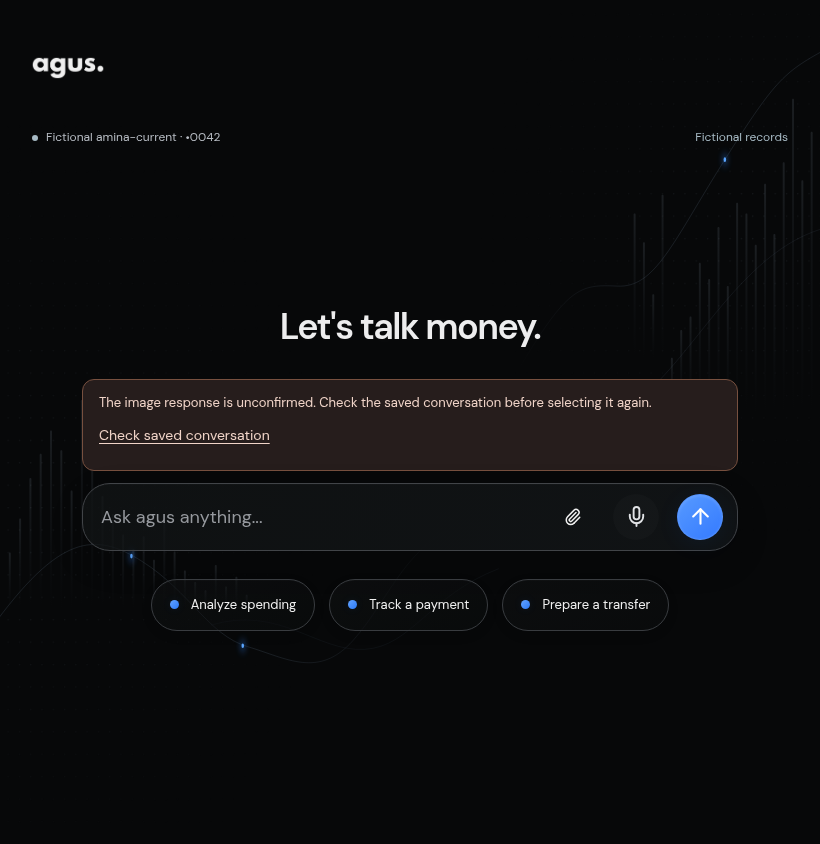 agus.
Fictional amina-current · •0042
Fictional records
Let's talk money.
The image response is unconfirmed. Check the saved conversation before selecting it again.
Check saved conversation
Ask agus anything...
Analyze spending
Track a payment
Prepare a transfer